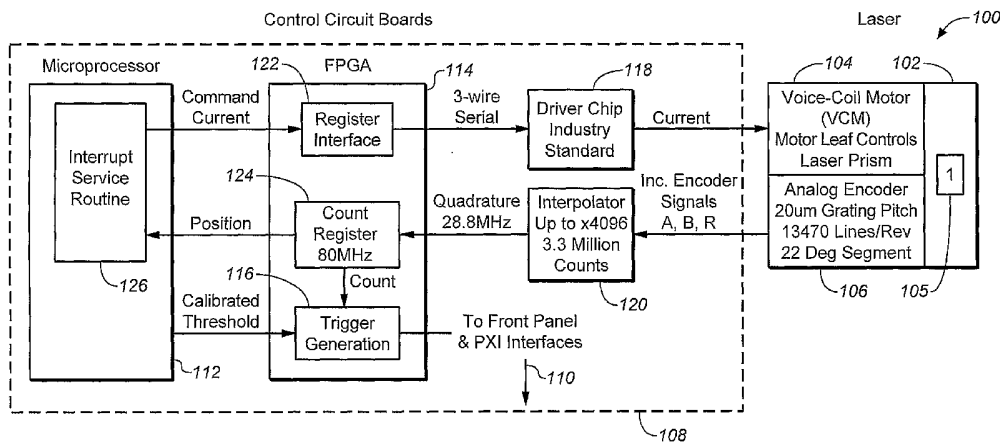 Control Circuit Boards
Laser
100
Microprocessor
FPGA
122
114
118
104
102
Command
Current
Register
Interface
3-wire
Serial
Driver Chip
Industry
Standard
Current
Voice-Coil Motor
(VCM)
Motor Leaf Controls
Laser Prism
Interrupt
Service
Routine
124
1
Position
Count
Register
80MHz
Quadrature
28.8MHz
Interpolator
Up to x4096
3.3 Million
Counts
Inc. Encoder
Signals
A, B, R
Analog Encoder
20um Grating Pitch
13470 Lines/Rev
22 Deg Segment
126
116
Count
120
106
105
Calibrated
Threshold
Trigger
Generation
To Front Panel
& PXI Interfaces
112
110
108